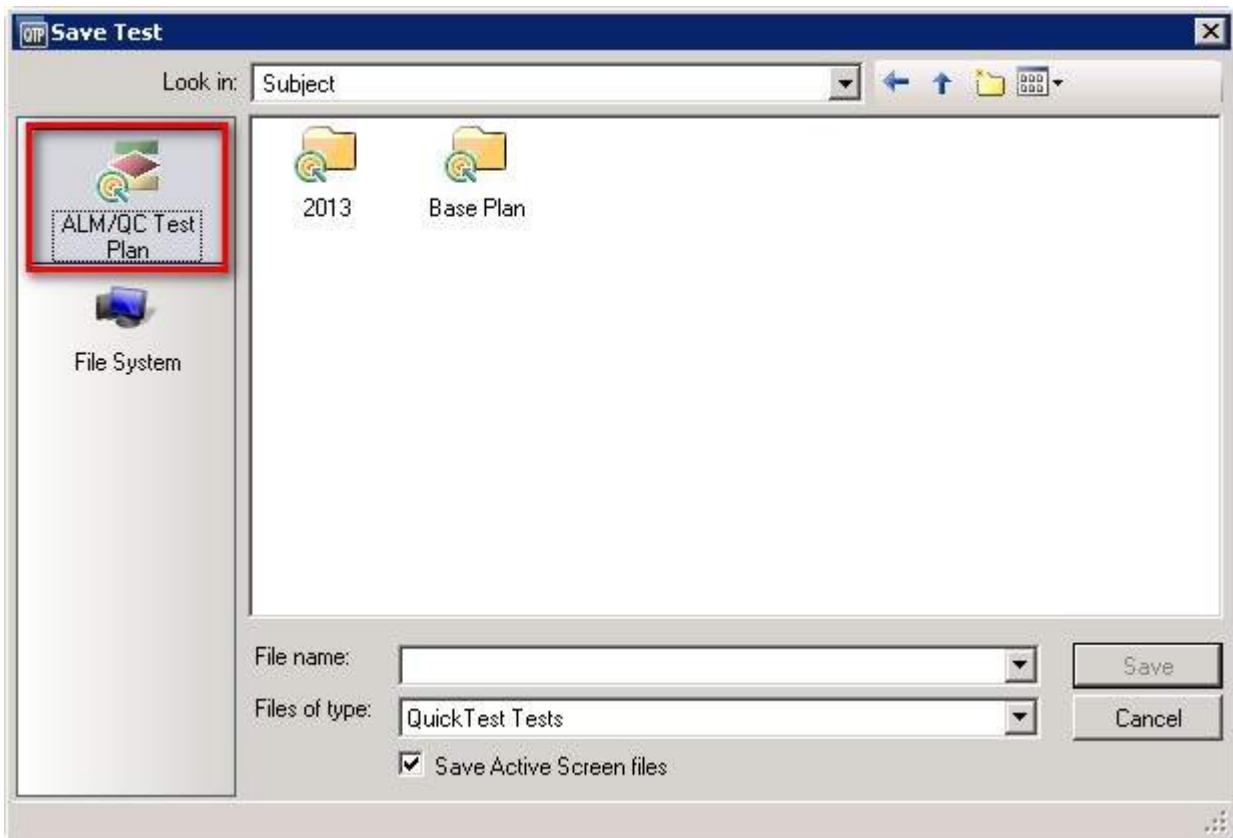 QTP Save Test
Look in: Subject
ALM/QC Test
Plan
File System
2013
Base Plan
File name:
Save
Files of type: QuickTest Tests
Cancel
Save Active Screen files